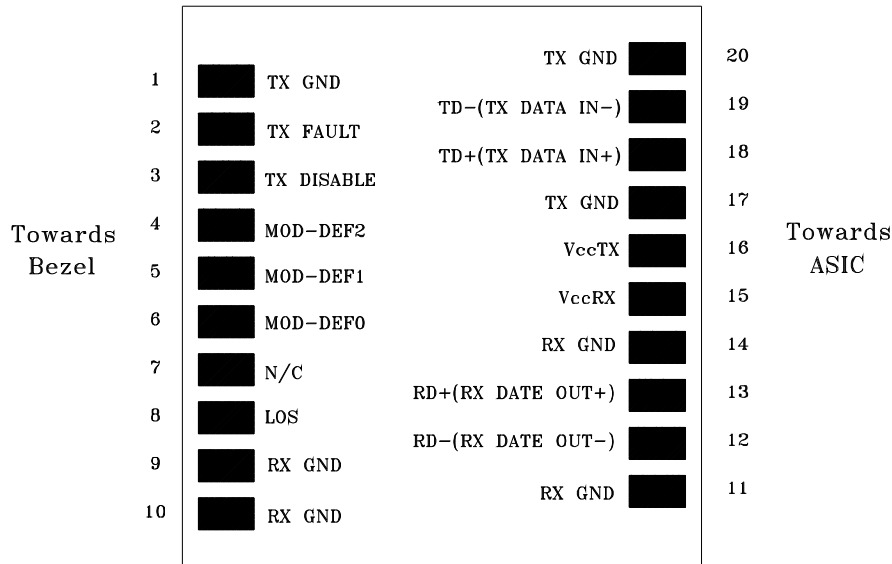 Towards
Bezel
1 TX GND
2 TX FAULT
3 TX DISABLE
4 MOD-DEF2
5 MOD-DEF1
6 MOD-DEF0
7 N/C
8 LOS
9 RX GND
10 RX GND
TX GND 20
TD-(TX DATA IN-) 19
TD+(TX DATA IN+) 18
TX GND 17
VccTX 16
VccRX 15
RX GND 14
RD+(RX DATE OUT+) 13
RD-(RX DATE OUT-) 12
RX GND 11
Towards
ASIC